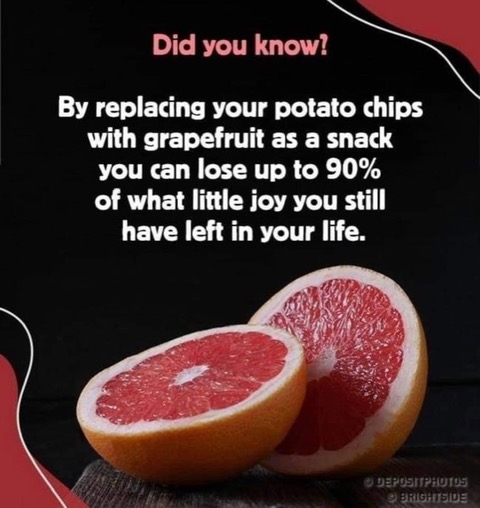 Did you know?
By replacing your potato chips
with grapefruit as a snack
you can lose up to 90%
of what little joy you still
have left in your life.
© DEPOSITPHOTOS
© BRIGHTSIDE